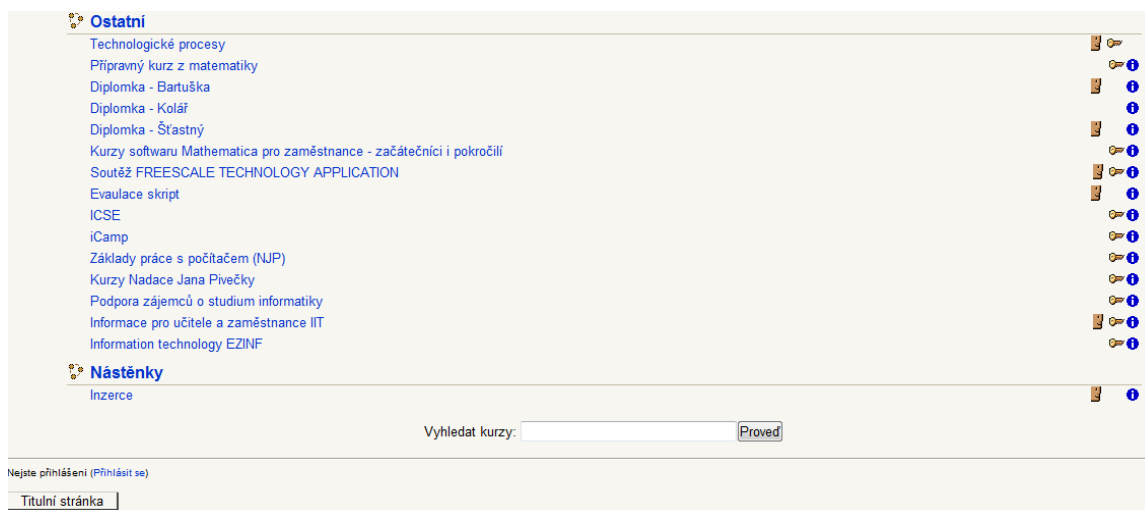 Ostatní
Technologické procesy
Přípravný kurz z matematiky
Diplomka - Bartuška
Diplomka - Kolář
Diplomka - Šťastný
Kurzy softwaru Mathematica pro zaměstnance - začátečníci i pokročilí
Soutěž FREESCALE TECHNOLOGY APPLICATION
Evaulace skript
ICSE
iCamp
Základy práce s počítačem (NJP)
Kurzy Nadace Jana Pivečky
Podpora zájemců o studium informatiky
Informace pro učitele a zaměstnance IIT
Information technology EZINF
Nástěnky
Inzerce
Vyhledat kurzy: Proveď
Nejste přihlášeni (Přihlásit se)
Titulní stránka